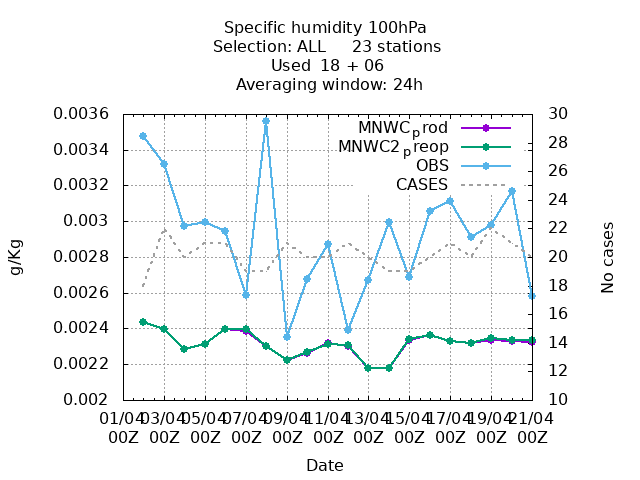 Specific humidity 100hPa
Selection: ALL 23 stations
Used 18 + 06
Averaging window: 24h
0.0036
0.0034
0.0032
0.003
0.0028
0.0026
0.0024
0.0022
0.002
g/Kg
30
28
26
24
22
20
18
16
14
12
10
No cases
MNWCprod
MNWC2preop
OBS
CASES
01/04 03/04 05/04 07/04 09/04 11/04 13/04 15/04 17/04 19/04 21/04
00Z 00Z 00Z 00Z 00Z 00Z 00Z 00Z 00Z 00Z 00Z
Date